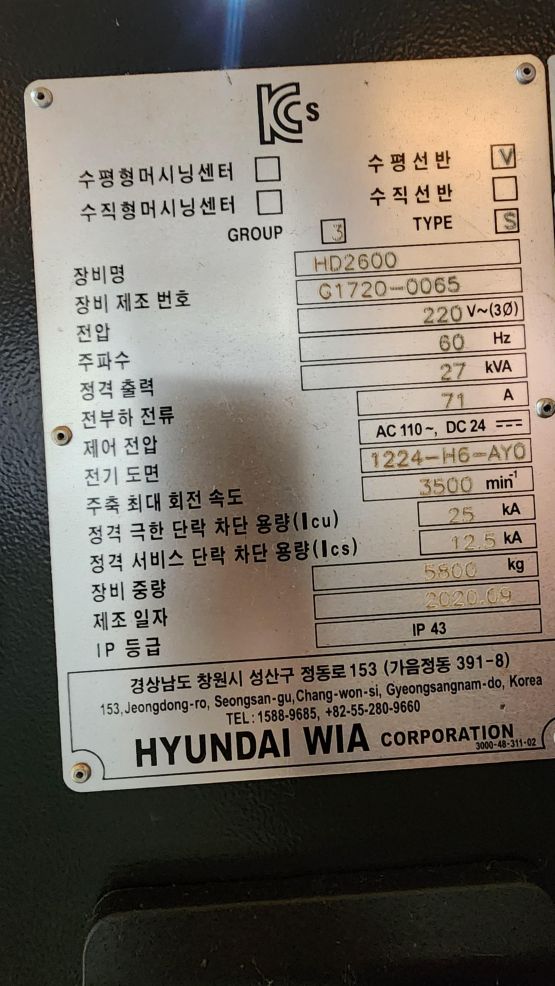 KCs
수평형머시닝센터 수평선반 V
수직형머시닝센터 수직선반
GROUP 3 TYPE S
장비명 HD2600
장비 제조 번호 G1720-0065
전압 220 V~(3Ø)
주파수 60 Hz
정격 출력 27 kVA
전부하 전류 71 A
제어 전압 AC 110~, DC 24
전기 도면 1224-H6-AY0
주축 최대 회전 속도 3500 min⁻¹
정격 극한 단락 차단 용량(Icu) 25 kA
정격 서비스 단락 차단 용량(Ics) 12.5 kA
장비 중량 5800 kg
제조 일자 2020.09
IP 등급 IP 43
경상남도 창원시 성산구 정동로 153 (가음정동 391-8)
153,Jeongdong-ro, Seongsan-gu,Chang-won-si, Gyeongsangnam-do, Korea
TEL : 1588-9685, +82-55-280-9660
HYUNDAI WIA CORPORATION
3000-48-311-02